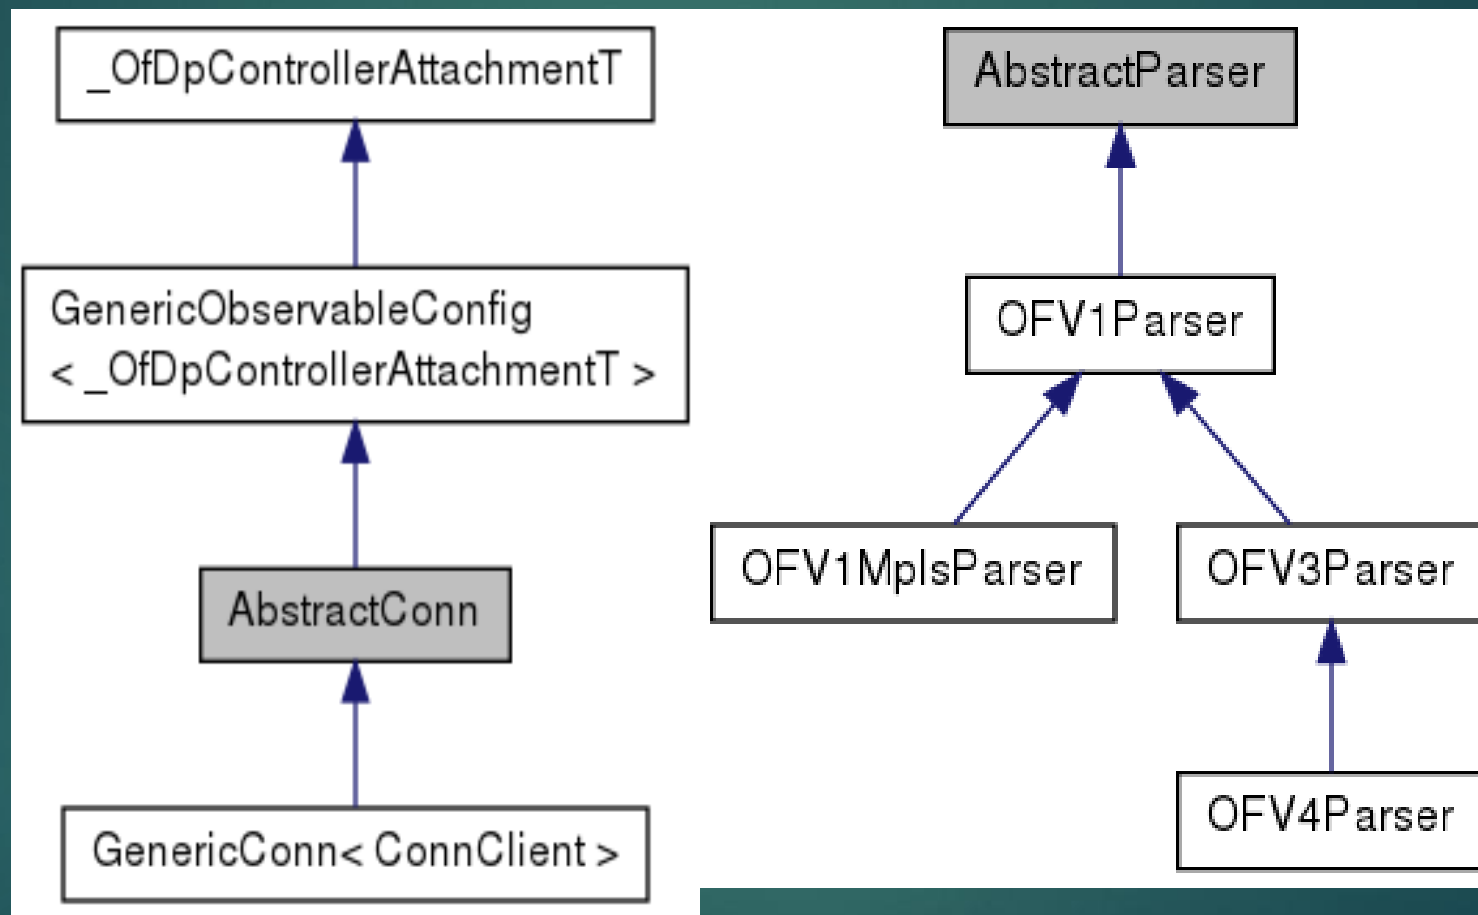 _OfDpControllerAttachmentT
GenericObservableConfig
< _OfDpControllerAttachmentT >
AbstractConn
GenericConn< ConnClient >
AbstractParser
OFV1Parser
OFV1MplsParser
OFV3Parser
OFV4Parser